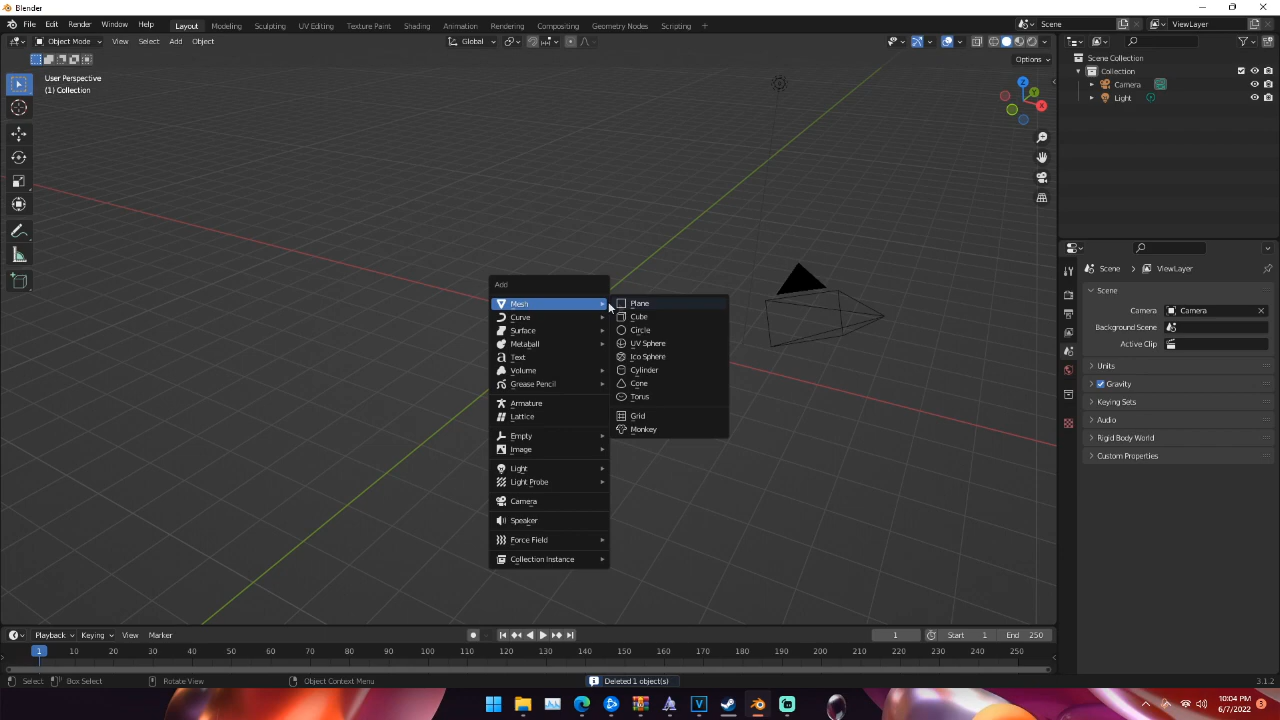 Blender
File Edit Render Window Help Layout Modeling Sculpting UV Editing Texture Paint Shading Animation Rendering Compositing Geometry Nodes Scripting + Scene ViewLayer
Object Mode View Select Add Object Global
Options
User Perspective
(1) Collection
Z
Y
X
Scene Collection
Collection
Camera
Light
Add
Mesh
Curve
Surface
Metaball
Text
Volume
Grease Pencil
Armature
Lattice
Empty
Image
Light
Light Probe
Camera
Speaker
Force Field
Collection Instance
Plane
Cube
Circle
UV Sphere
Ico Sphere
Cylinder
Cone
Torus
Grid
Monkey
Scene > ViewLayer
Scene
Camera Camera
Background Scene
Active Clip
Units
Gravity
Keying Sets
Audio
Rigid Body World
Custom Properties
Playback Keying View Marker 1 Start 1 End 250
1 10 20 30 40 50 60 70 80 90 100 110 120 130 140 150 160 170 180 190 200 210 220 230 240 250
Select Box Select Rotate View Object Context Menu Deleted 1 object(s) 3.1.2
10:04 PM
6/7/2022